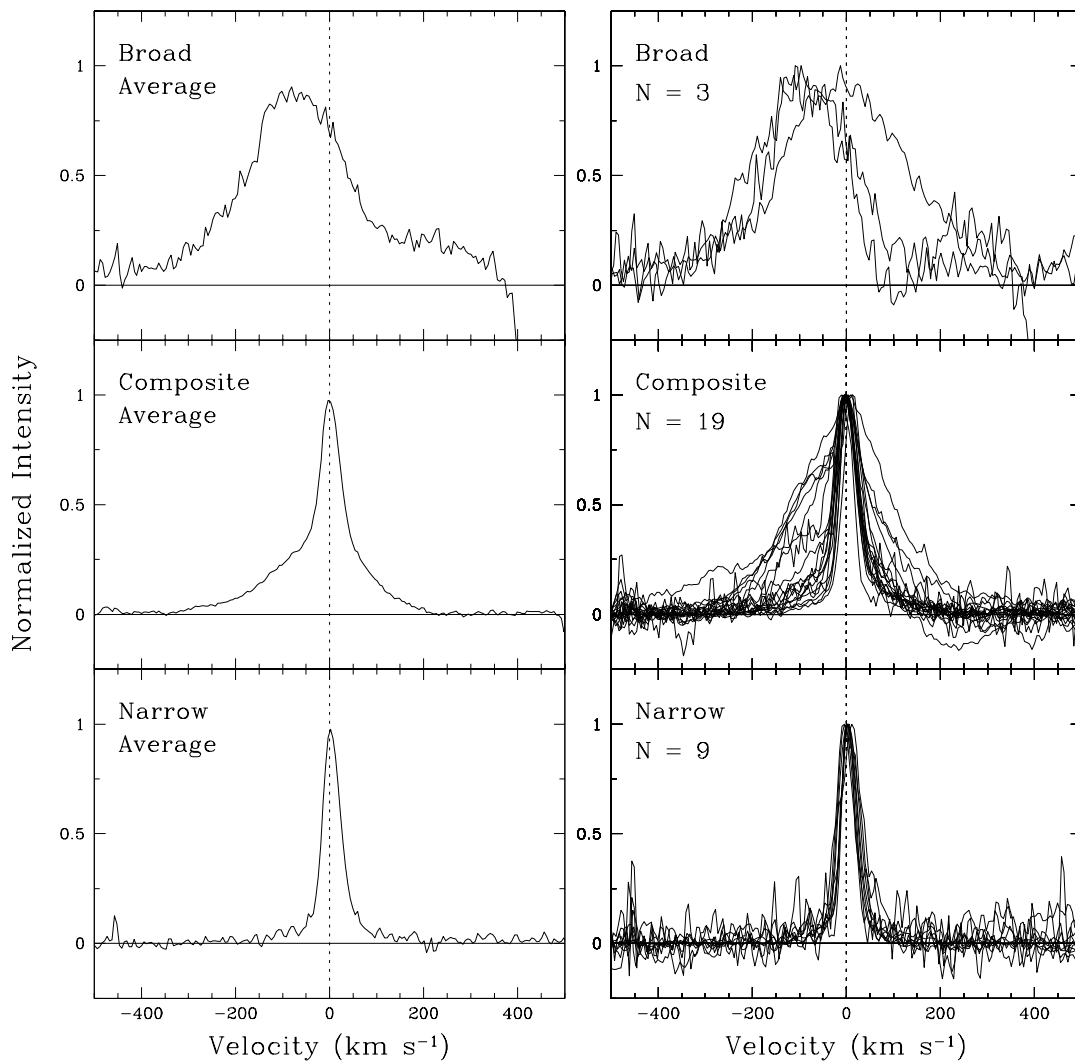 Broad
Average
1
0.5
0
Broad
N = 3
1
0.5
0
Composite
Average
1
0.5
0
Composite
N = 19
1
0.5
0
Narrow
Average
1
0.5
0
Narrow
N = 9
1
0.5
0
Normalized Intensity
−400 −200 0 200 400
−400 −200 0 200 400
Velocity (km s⁻¹)
Velocity (km s⁻¹)